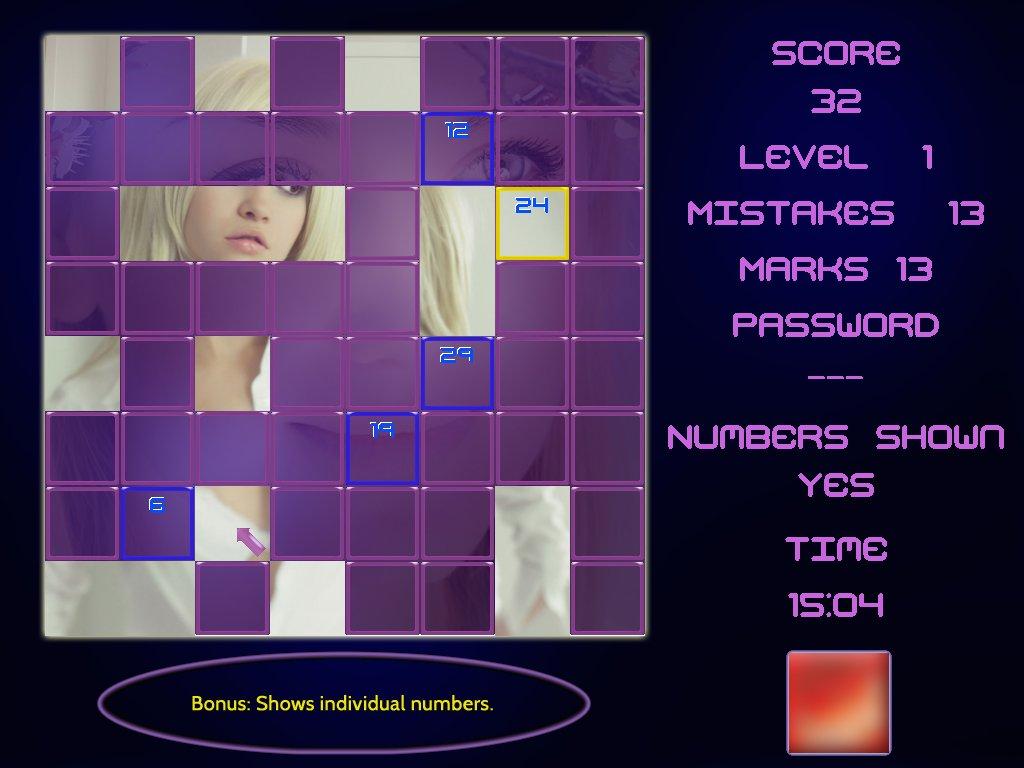 SCORE
32
LEVEL 1
MISTAKES 13
MARKS 13
PASSWORD
---
NUMBERS SHOWN
YES
TIME
15:04
12
24
29
19
6
Bonus: Shows individual numbers.